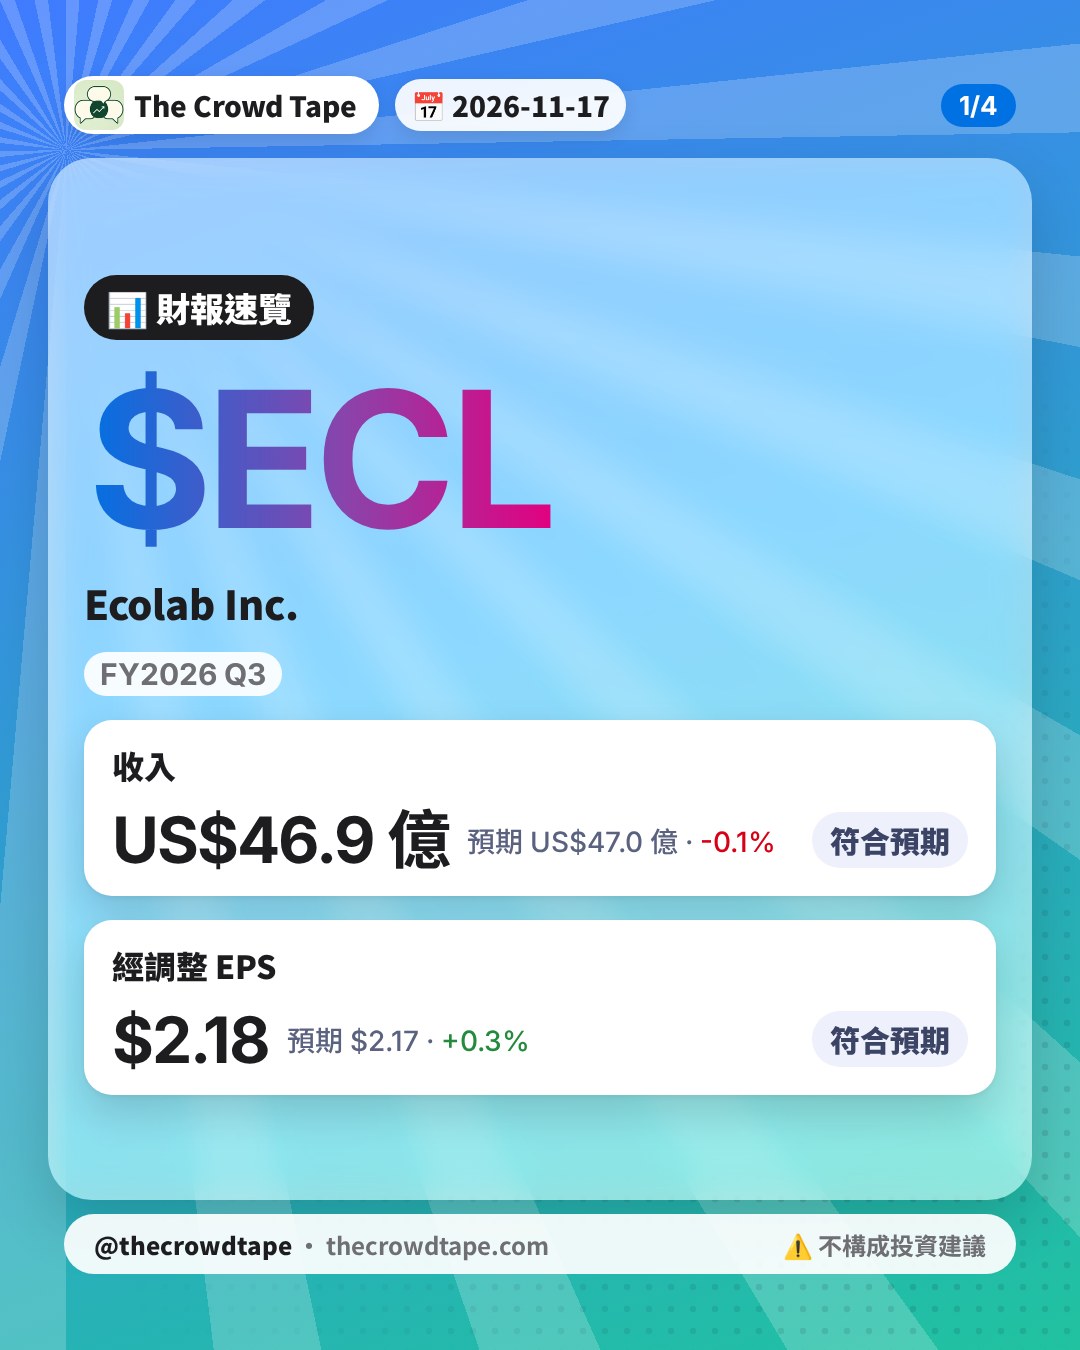 The Crowd Tape
📅 2026-11-17
1/4
📊 財報速覽
$ECL
Ecolab Inc.
FY2026 Q3
收入
US$46.9 億 預期 US$47.0 億 · -0.1% 符合預期
經調整 EPS
$2.18 預期 $2.17 · +0.3% 符合預期
@thecrowdtape • thecrowdtape.com
⚠️ 不構成投資建議